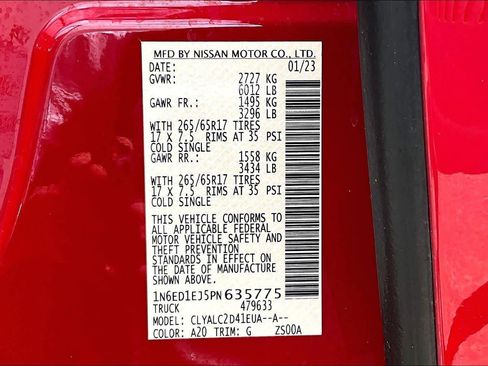 MFD BY NISSAN MOTOR CO., LTD.
DATE: 01/23
GVWR: 2727 KG
6012 LB
GAWR FR.: 1495 KG
3296 LB
WITH 265/65R17 TIRES
17 X 7.5 RIMS AT 35 PSI
COLD SINGLE
GAWR RR.: 1558 KG
3434 LB
WITH 265/65R17 TIRES
17 X 7.5 RIMS AT 35 PSI
COLD SINGLE
THIS VEHICLE CONFORMS TO
ALL APPLICABLE FEDERAL
MOTOR VEHICLE SAFETY AND
THEFT PREVENTION
STANDARDS IN EFFECT ON
THE DATE OF MANUFACTURE
SHOWN ABOVE.
1N6ED1EJ5PN635775
TRUCK 479633
MODEL: CLYALC2D41EUA--A--
COLOR: A20 TRIM: G ZS00A